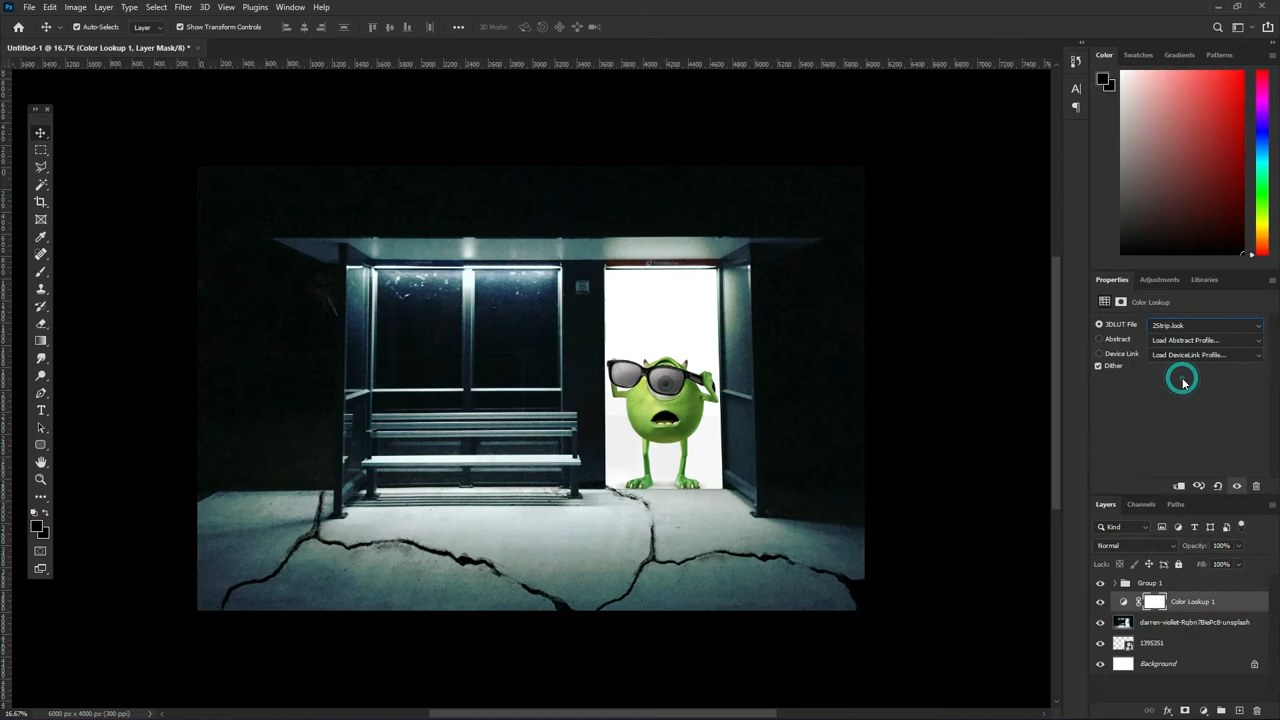 Ps File Edit Image Layer Type Select Filter 3D View Plugins Window Help
Auto-Select: Layer Show Transform Controls 3D Mode:
Untitled-1 @ 16.7% (Color Lookup 1, Layer Mask/8) *
Color Swatches Gradients Patterns
Properties Adjustments Libraries
Color Lookup
3DLUT File 2Strip.look
Abstract Load Abstract Profile...
Device Link Load DeviceLink Profile...
Dither
Layers Channels Paths
Kind
Normal Opacity: 100%
Lock: Fill: 100%
Group 1
Color Lookup 1
darren-viollet-Rqbn7BiePc8-unsplash
1395351
Background
16.67% 6000 px x 4000 px (300 ppi)